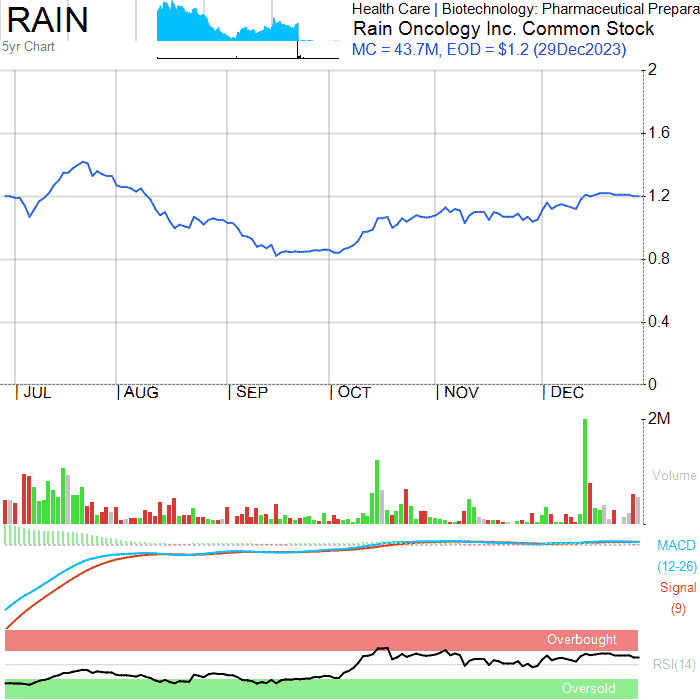 RAIN
Health Care | Biotechnology: Pharmaceutical Prepara
Rain Oncology Inc. Common Stock
5yr Chart
MC = 43.7M, EOD = $1.2 (29Dec2023)
2
1.6
1.2
0.8
0.4
0
JUL AUG SEP OCT NOV DEC
2M
Volume
MACD
(12-26)
Signal
(9)
Overbought
RSI(14)
Oversold